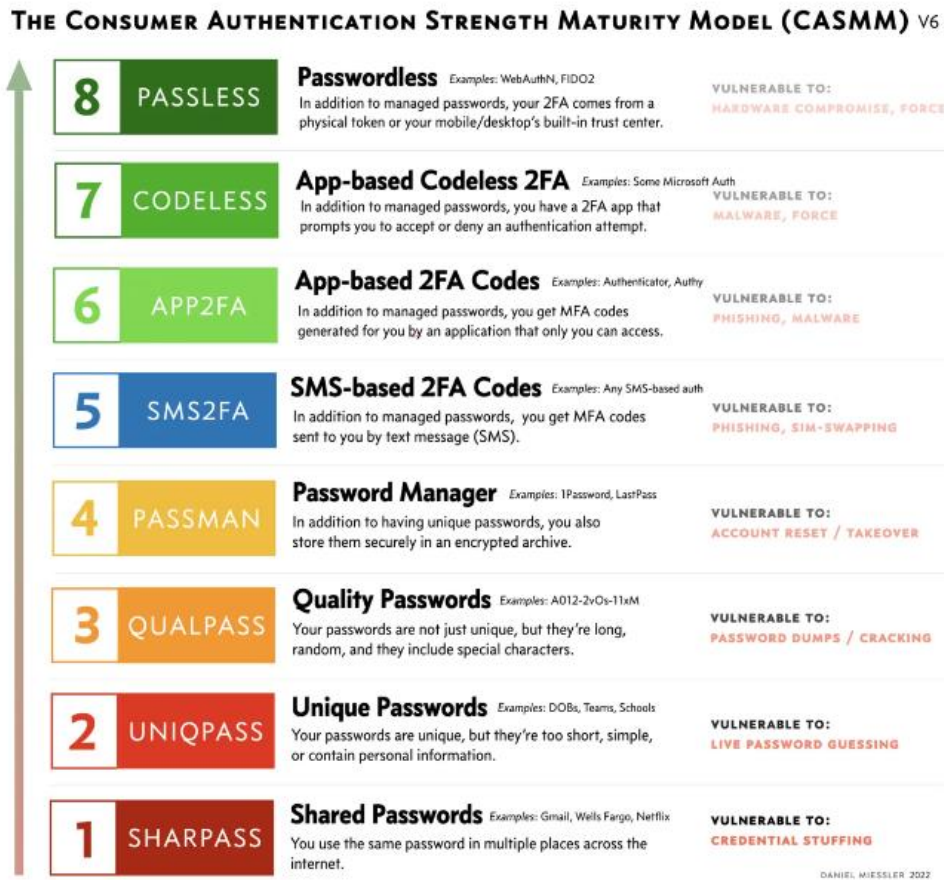 THE CONSUMER AUTHENTICATION STRENGTH MATURITY MODEL (CASMM) V6
8 PASSLESS
Passwordless Examples: WebAuthN, FIDO2
In addition to managed passwords, your 2FA comes from a
physical token or your mobile/desktop's built-in trust center.
VULNERABLE TO:
HARDWARE COMPROMISE, FORCE
7 CODELESS
App-based Codeless 2FA Examples: Some Microsoft Auth
In addition to managed passwords, you have a 2FA app that
prompts you to accept or deny an authentication attempt.
VULNERABLE TO:
MALWARE, FORCE
6 APP2FA
App-based 2FA Codes Examples: Authenticator, Authy
In addition to managed passwords, you get MFA codes
generated for you by an application that only you can access.
VULNERABLE TO:
PHISHING, MALWARE
5 SMS2FA
SMS-based 2FA Codes Examples: Any SMS-based auth
In addition to managed passwords, you get MFA codes
sent to you by text message (SMS).
VULNERABLE TO:
PHISHING, SIM-SWAPPING
4 PASSMAN
Password Manager Examples: 1Password, LastPass
In addition to having unique passwords, you also
store them securely in an encrypted archive.
VULNERABLE TO:
ACCOUNT RESET / TAKEOVER
3 QUALPASS
Quality Passwords Examples: A012-2vOs-11xM
Your passwords are not just unique, but they're long,
random, and they include special characters.
VULNERABLE TO:
PASSWORD DUMPS / CRACKING
2 UNIQPASS
Unique Passwords Examples: DOBs, Teams, Schools
Your passwords are unique, but they're too short, simple,
or contain personal information.
VULNERABLE TO:
LIVE PASSWORD GUESSING
1 SHARPASS
Shared Passwords Examples: Gmail, Wells Fargo, Netflix
You use the same password in multiple places across the
internet.
VULNERABLE TO:
CREDENTIAL STUFFING
DANIEL MIESSLER 2022